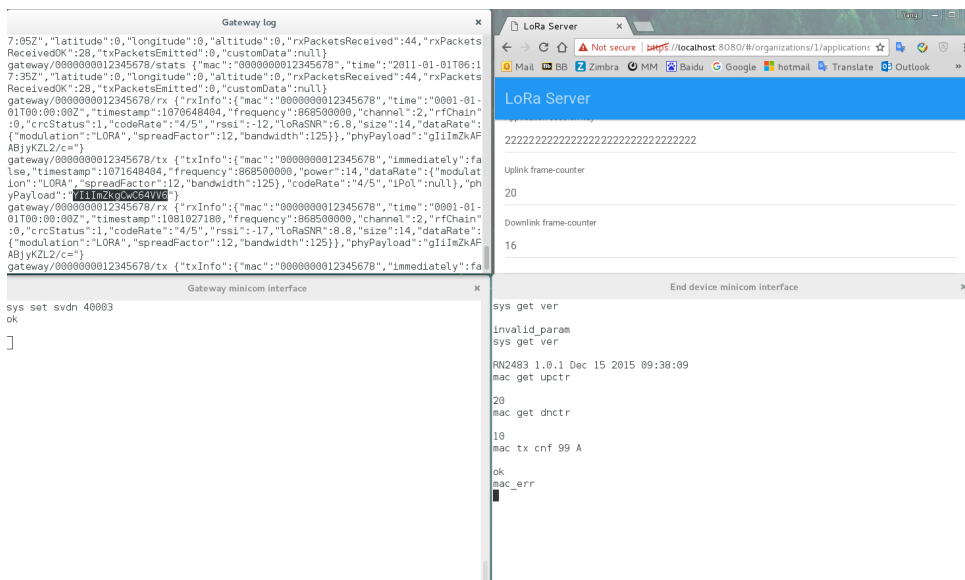 Gateway log
7:05Z","latitude":0,"longitude":0,"altitude":0,"rxPacketsReceived":44,"rxPackets
ReceivedOK":28,"txPacketsEmitted":0,"customData":null}
gateway/0000000012345678/stats {"mac":"0000000012345678","time":"2011-01-01T06:1
7:35Z","latitude":0,"longitude":0,"altitude":0,"rxPacketsReceived":44,"rxPackets
ReceivedOK":28,"txPacketsEmitted":0,"customData":null}
gateway/0000000012345678/rx {"rxInfo":{"mac":"0000000012345678","time":"0001-01-
01T00:00:00Z","timestamp":1070648404,"frequency":868500000,"channel":2,"rfChain"
:0,"crcStatus":1,"codeRate":"4/5","rssi":-12,"loRaSNR":6.8,"size":14,"dataRate":
{"modulation":"LORA","spreadFactor":12,"bandwidth":125}},"phyPayload":"gIiImZkAF
ABjyKZL2/c="}
gateway/0000000012345678/tx {"txInfo":{"mac":"0000000012345678","immediately":fa
lse,"timestamp":1071648404,"frequency":868500000,"power":14,"dataRate":{"modulat
ion":"LORA","spreadFactor":12,"bandwidth":125},"codeRate":"4/5","iPol":null},"ph
yPayload":"YIiImZkgCwC64VV6"}
gateway/0000000012345678/rx {"rxInfo":{"mac":"0000000012345678","time":"0001-01-
01T00:00:00Z","timestamp":1081027180,"frequency":868500000,"channel":2,"rfChain"
:0,"crcStatus":1,"codeRate":"4/5","rssi":-17,"loRaSNR":8.8,"size":14,"dataRate":
{"modulation":"LORA","spreadFactor":12,"bandwidth":125}},"phyPayload":"gIiImZkAF
ABjyKZL2/c="}
gateway/0000000012345678/tx {"txInfo":{"mac":"0000000012345678","immediately":fa
LoRa Server
Yang
Not secure | https://localhost:8080/#/organizations/1/applications
Mail BB Zimbra MM Baidu Google hotmail Translate Outlook »
LoRa Server
22222222222222222222222222222222
Uplink frame-counter
20
Downlink frame-counter
16
Gateway minicom interface
sys set svdn 40003
ok
End device minicom interface
sys get ver
invalid_param
sys get ver
RN2483 1.0.1 Dec 15 2015 09:38:09
mac get upctr
20
mac get dnctr
10
mac tx cnf 99 A
ok
mac_err